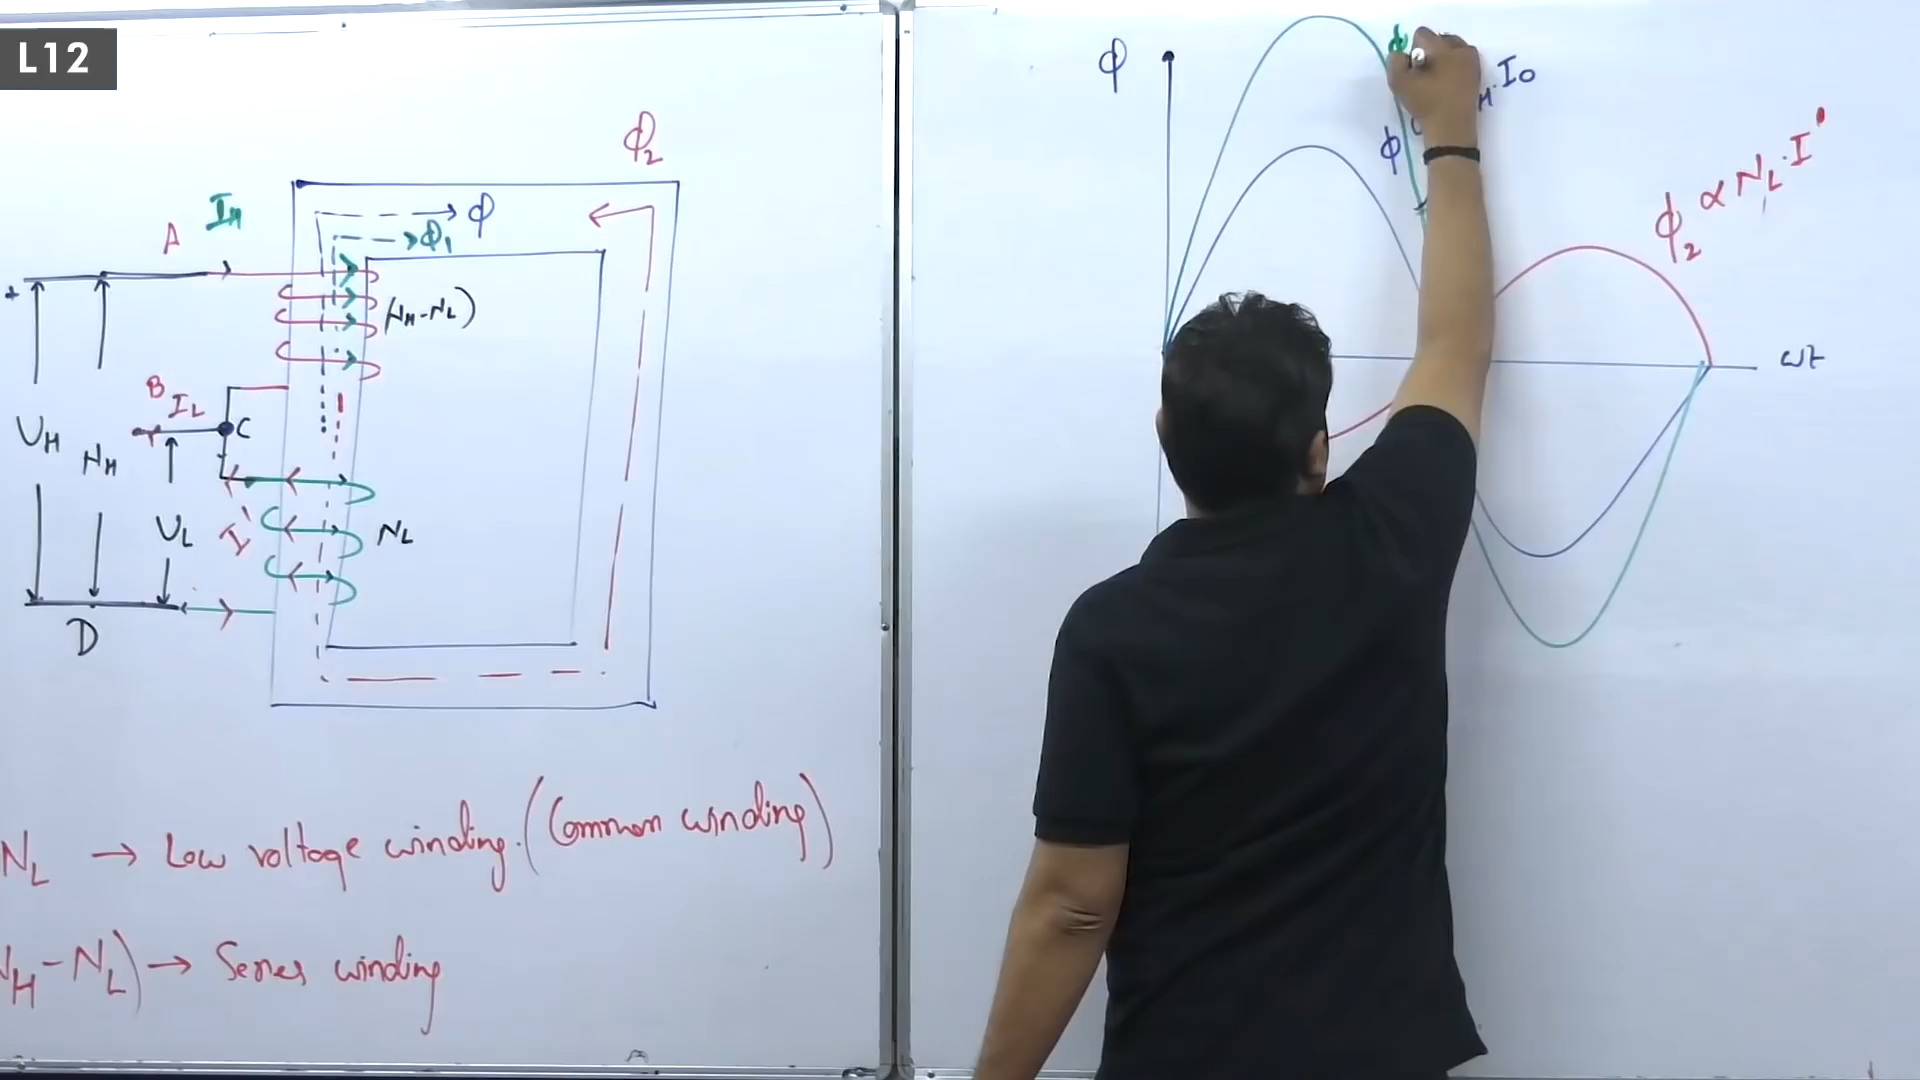 L12
ϕ₂
I_H
A
ϕ
ϕ₁
+
(N_H-N_L)
B
I_L
C
V_H
N_H
V_L
I'
N_L
D
N_L → Low voltage winding. (Common winding)
N_H-N_L) → Series winding
ϕ
ϕ
H.I₀
ϕ
ϕ₂ ∝ N_L.I'
ωt